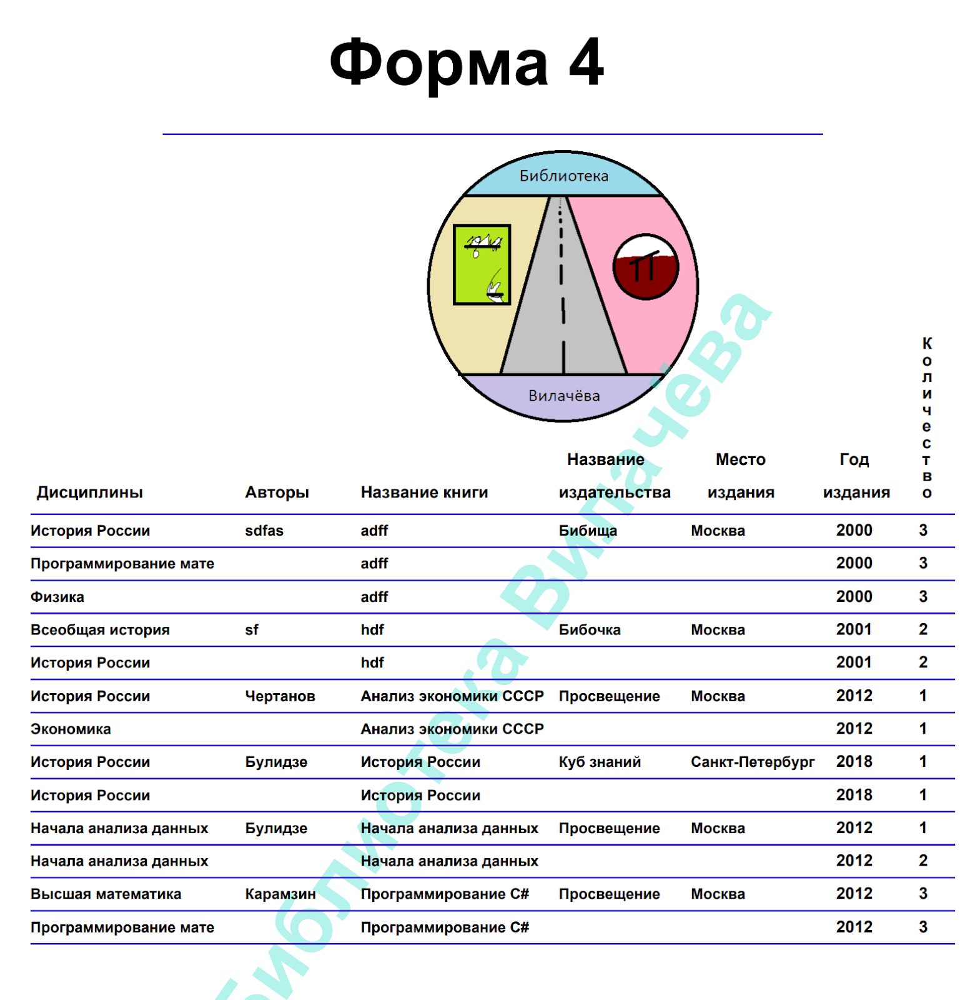 Форма 4
Библиотека
Вилачёва
Дисциплины Авторы Название книги Название издательства Место издания Год издания Количество
История России sdfas adff Бибища Москва 2000 3
Программирование мате adff 2000 3
Физика adff 2000 3
Всеобщая история sf hdf Бибочка Москва 2001 2
История России hdf 2001 2
История России Чертанов Анализ экономики СССР Просвещение Москва 2012 1
Экономика Анализ экономики СССР 2012 1
История России Булидзе История России Куб знаний Санкт-Петербург 2018 1
История России История России 2018 1
Начала анализа данных Булидзе Начала анализа данных Просвещение Москва 2012 1
Начала анализа данных Начала анализа данных 2012 2
Высшая математика Карамзин Программирование C# Просвещение Москва 2012 3
Программирование мате Программирование C# 2012 3
библиотека Вилачёва